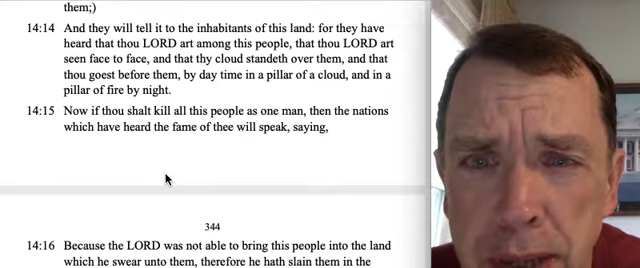 them;)
14:14 And they will tell it to the inhabitants of this land: for they have
heard that thou LORD art among this people, that thou LORD art
seen face to face, and that thy cloud standeth over them, and that
thou goest before them, by day time in a pillar of a cloud, and in a
pillar of fire by night.
14:15 Now if thou shalt kill all this people as one man, then the nations
which have heard the fame of thee will speak, saying,
344
14:16 Because the LORD was not able to bring this people into the land
which he swear unto them, therefore he hath slain them in the